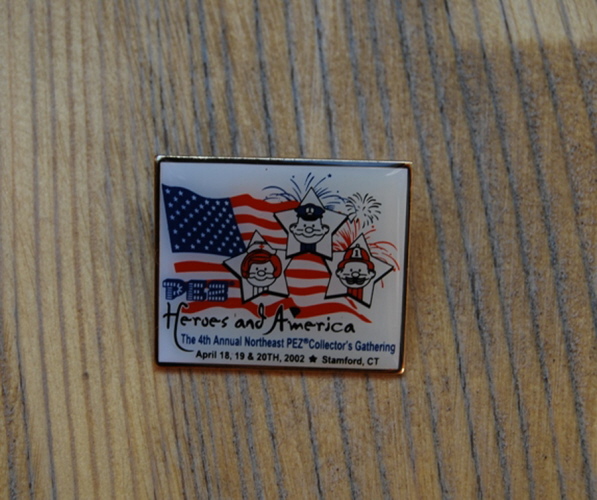 PEZ
Heroes and America
The 4th Annual Northeast PEZ® Collector's Gathering
April 18, 19 & 20TH, 2002 ★ Stamford, CT